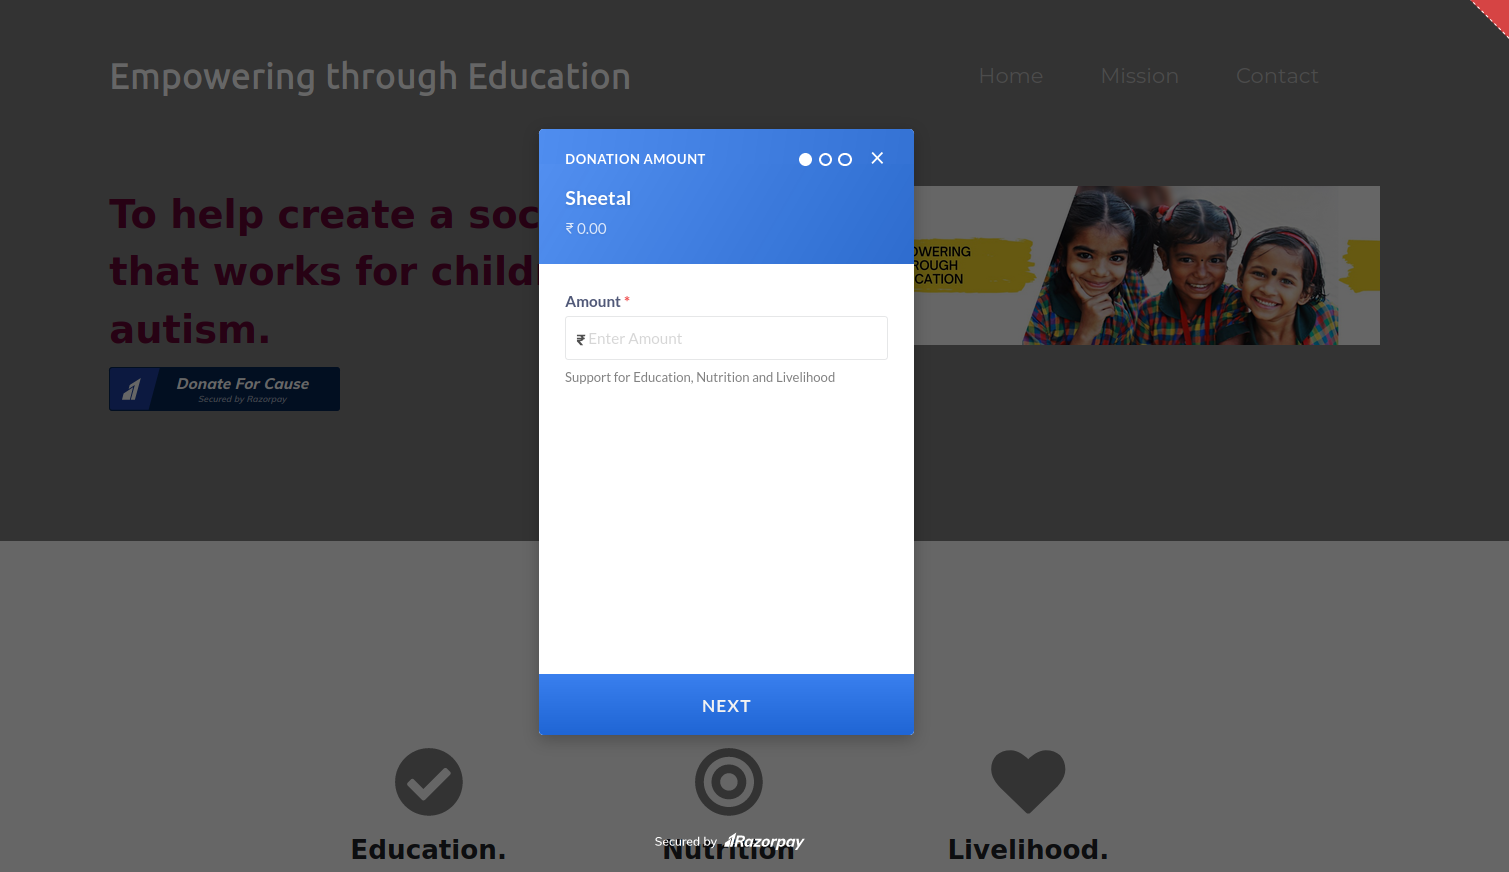 Empowering through Education
Home
Mission
Contact
DONATION AMOUNT
Sheetal
₹ 0.00
To help create a soc
that works for child
autism.
Donate For Cause
Secured by Razorpay
Amount *
₹ Enter Amount
Support for Education, Nutrition and Livelihood
OWERING
ROUGH
CATION
NEXT
Education.
Nutrition
Livelihood.
Secured by Razorpay